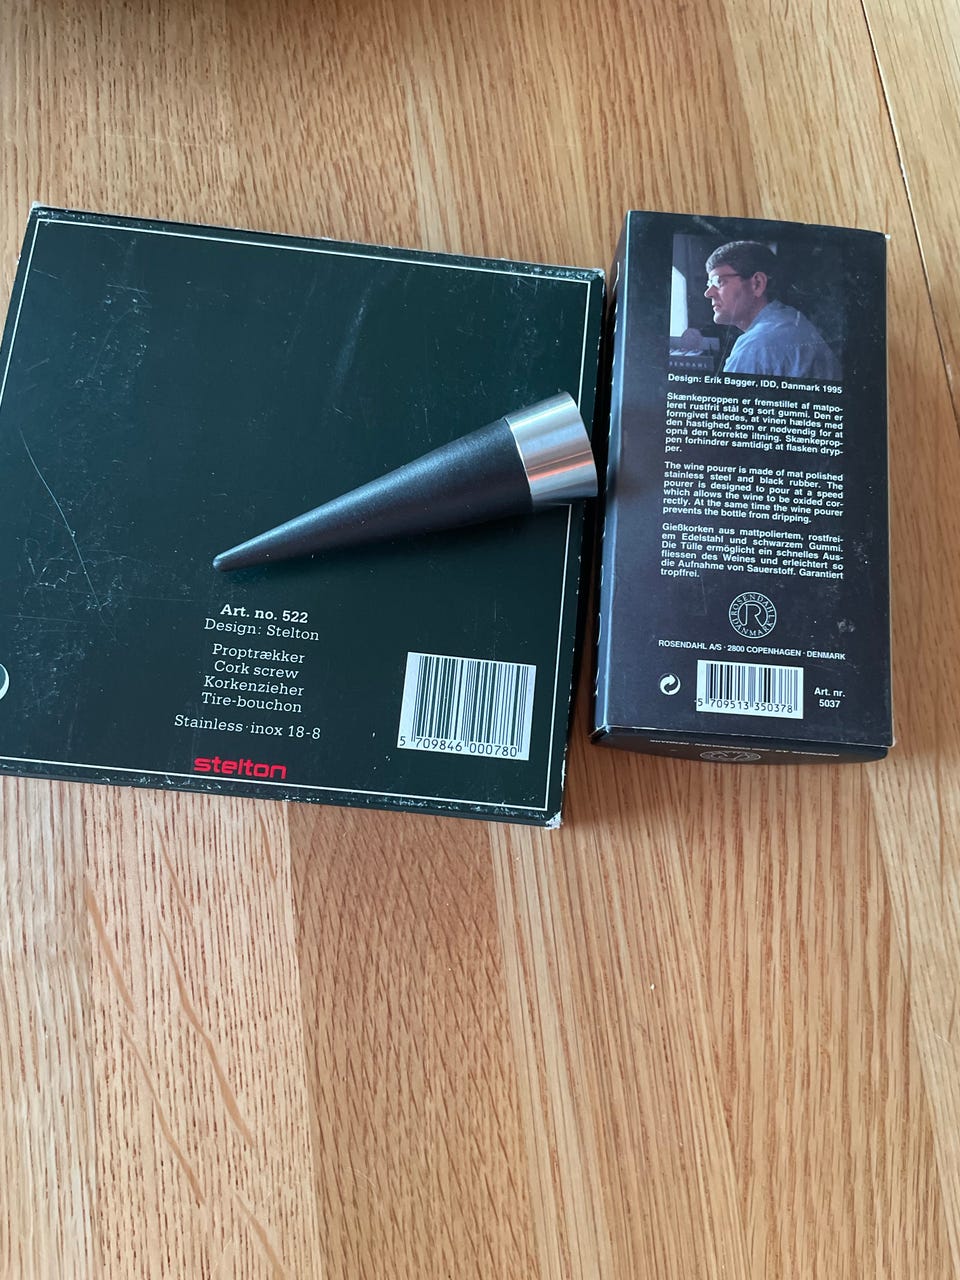 Art. no. 522
Design: Stelton
Proptrækker
Cork screw
Korkenzieher
Tire-bouchon
Stainless·inox 18-8
5 709846 000780
stelton
Design: Erik Bagger, IDD, Danmark 1995
Skænkeproppen er fremstillet af matpo-
leret rustfrit stål og sort gummi. Den er
formgivet således, at vinen hældes med
den hastighed, som er nødvendig for at
opnå den korrekte iltning. Skænkeprop-
pen forhindrer samtidigt at flasken dryp-
per.
The wine pourer is made of mat polished
stainless steel and black rubber. The
pourer is designed to pour at a speed
which allows the wine to be oxided cor-
rectly. At the same time the wine pourer
prevents the bottle from dripping.
Gießkorken aus mattpoliertem, rostfrei-
em Edelstahl und schwarzem Gummi.
Die Tülle ermöglicht ein schnelles Aus-
fliessen des Weines und erleichtert so
die Aufnahme von Sauerstoff. Garantiert
tropffrei.
ROSENDAHL
R
DANMARK
ROSENDAHL A/S · 2800 COPENHAGEN · DENMARK
5 709513 350378
Art. nr.
5037